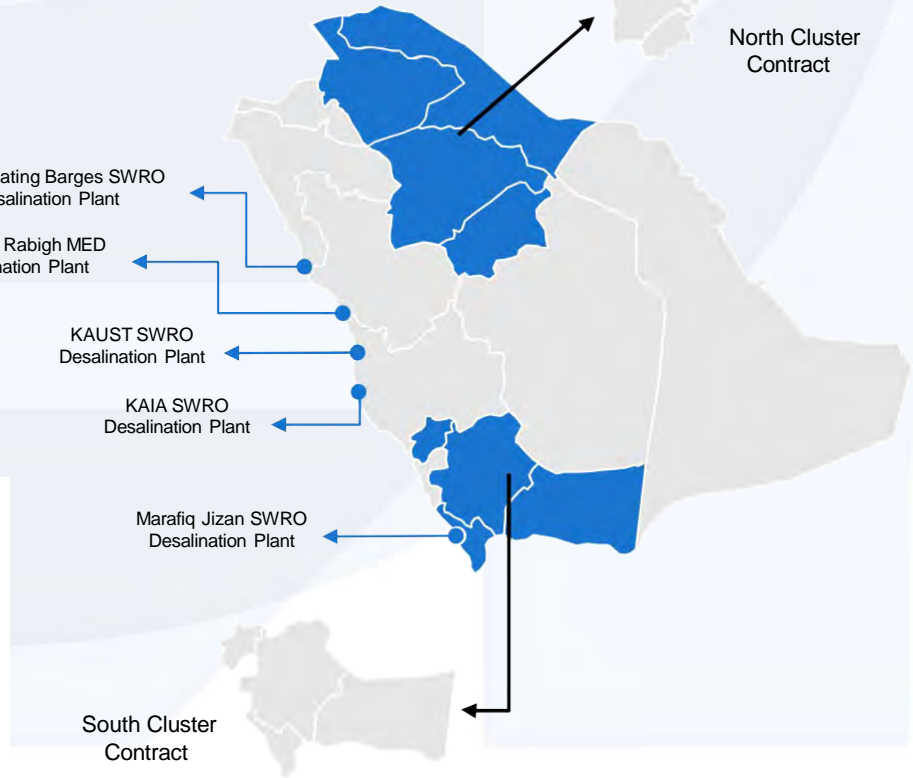 North Cluster
Contract
ating Barges SWRO
salination Plant
Rabigh MED
nation Plant
KAUST SWRO
Desalination Plant
KAIA SWRO
Desalination Plant
Marafiq Jizan SWRO
Desalination Plant
South Cluster
Contract